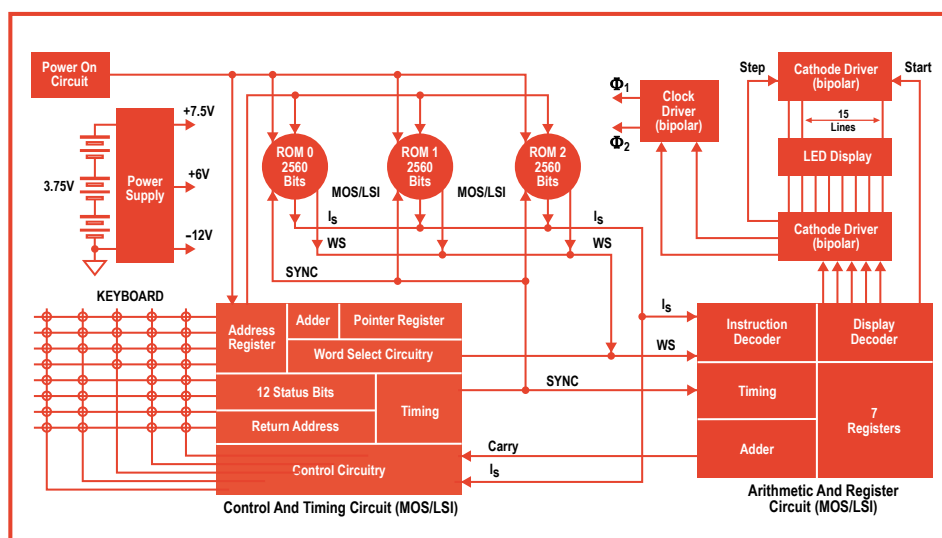 Power On
Circuit
+7.5V
3.75V
Power
Supply
+6V
–12V
ROM 0
2560
Bits
ROM 1
2560
Bits
ROM 2
2560
Bits
MOS/LSI
MOS/LSI
Is
Is
WS
WS
SYNC
Φ1
Φ2
Clock
Driver
(bipolar)
Step
Cathode Driver
(bipolar)
Start
15
Lines
LED Display
Cathode Driver
(bipolar)
KEYBOARD
Address
Register
Adder
Pointer Register
Word Select Circuitry
12 Status Bits
Timing
Return Address
Control Circuitry
Control And Timing Circuit (MOS/LSI)
Is
WS
SYNC
Carry
Is
Instruction
Decoder
Display
Decoder
Timing
7
Registers
Adder
Arithmetic And Register
Circuit (MOS/LSI)